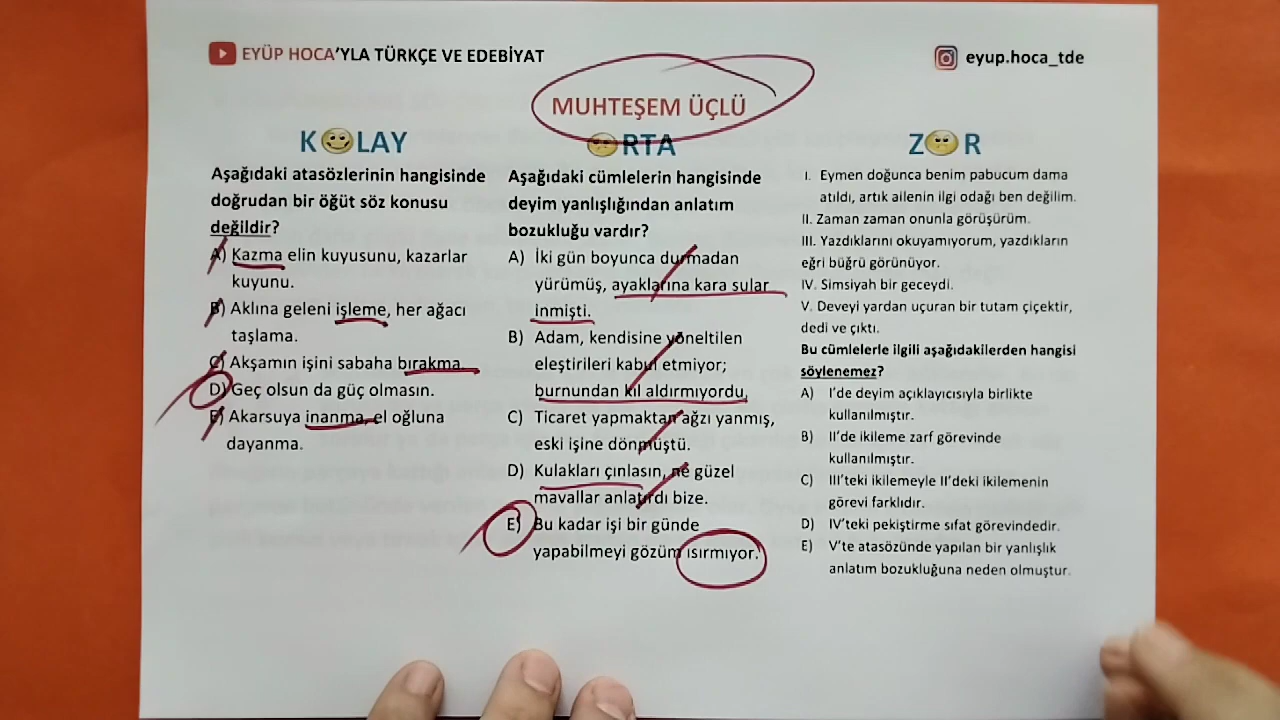 EYÜP HOCA'YLA TÜRKÇE VE EDEBİYAT
eyup.hoca_tde
MUHTEŞEM ÜÇLÜ
KOLAY
Aşağıdaki atasözlerinin hangisinde
doğrudan bir öğüt söz konusu
değildir?
A) Kazma elin kuyusunu, kazarlar
kuyunu.
B) Aklına geleni işleme, her ağacı
taşlama.
C) Akşamın işini sabaha bırakma.
D) Geç olsun da güç olmasın.
E) Akarsuya inanma, el oğluna
dayanma.
ORTA
Aşağıdaki cümlelerin hangisinde
deyim yanlışlığından anlatım
bozukluğu vardır?
A) İki gün boyunca durmadan
yürümüş, ayaklarına kara sular
inmişti.
B) Adam, kendisine yöneltilen
eleştirileri kabul etmiyor;
burnundan kıl aldırmıyordu.
C) Ticaret yapmaktan ağzı yanmış,
eski işine dönmüştü.
D) Kulakları çınlasın, ne güzel
mavallar anlatırdı bize.
E) Bu kadar işi bir günde
yapabilmeyi gözüm ısırmıyor.
ZOR
I. Eymen doğunca benim pabucum dama
atıldı, artık ailenin ilgi odağı ben değilim.
II. Zaman zaman onunla görüşürüm.
III. Yazdıklarını okuyamıyorum, yazdıkların
eğri büğrü görünüyor.
IV. Simsiyah bir geceydi.
V. Deveyi yardan uçuran bir tutam çiçektir,
dedi ve çıktı.
Bu cümlelerle ilgili aşağıdakilerden hangisi
söylenemez?
A) I'de deyim açıklayıcısıyla birlikte
kullanılmıştır.
B) II'de ikileme zarf görevinde
kullanılmıştır.
C) III'teki ikilemeyle II'deki ikilemenin
görevi farklıdır.
D) IV'teki pekiştirme sıfat görevindedir.
E) V'te atasözünde yapılan bir yanlışlık
anlatım bozukluğuna neden olmuştur.